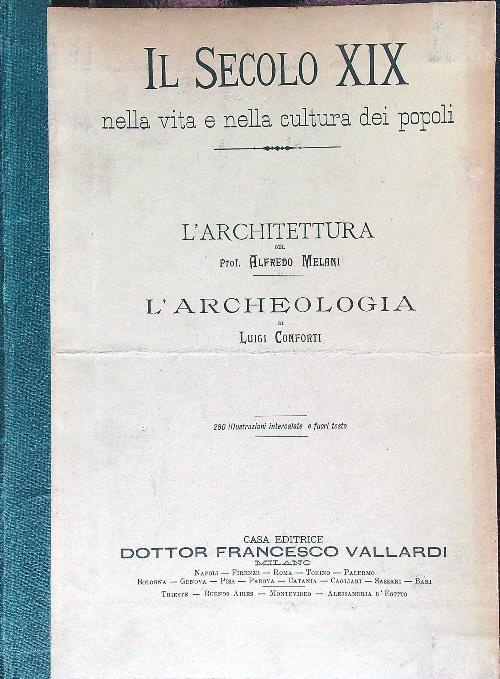 IL SECOLO XIX
nella vita e nella cultura dei popoli
L'ARCHITETTURA
DEL
Prof. ALFREDO MELANI
L'ARCHEOLOGIA
DI
LUIGI CONFORTI
280 illustrazioni intercalate e fuori testo
CASA EDITRICE
DOTTOR FRANCESCO VALLARDI
MILANO
NAPOLI — FIRENZE — ROMA — TORINO — PALERMO
BOLOGNA — GENOVA — PISA — PADOVA — CATANIA — CAGLIARI — SASSARI — BARI
TRIESTE — BUENOS AIRES — MONTEVIDEO — ALESSANDRIA D'EGITTO